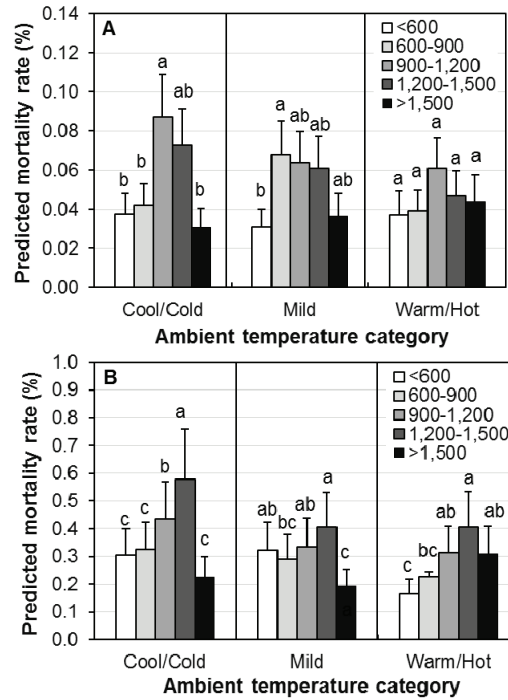 A
<600
600-900
900-1,200
1,200-1,500
>1,500
Predicted mortality rate (%)
0.14
0.12
0.10
0.08
0.06
0.04
0.02
0.00
b b a ab b
b a ab ab ab
a a a a a
Cool/Cold Mild Warm/Hot
Ambient temperature category
B
<600
600-900
900-1,200
1,200-1,500
>1,500
Predicted mortality rate (%)
1.0
0.9
0.8
0.7
0.6
0.5
0.4
0.3
0.2
0.1
0.0
c c b a c
ab bc ab a c
c bc ab a ab
Cool/Cold Mild Warm/Hot
Ambient temperature category